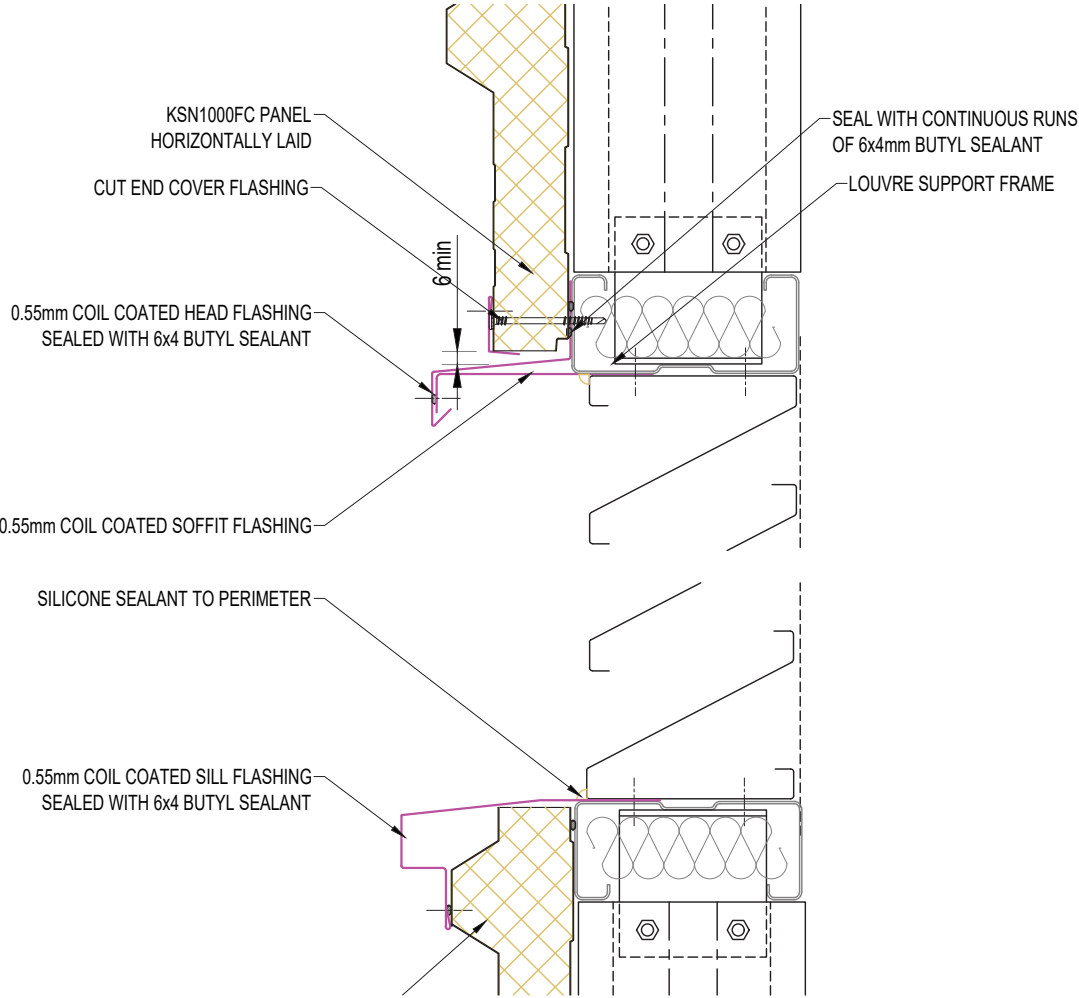 KSN1000FC PANEL
HORIZONTALLY LAID
CUT END COVER FLASHING
6 min
0.55mm COIL COATED HEAD FLASHING
SEALED WITH 6x4 BUTYL SEALANT
SEAL WITH CONTINUOUS RUNS
OF 6x4mm BUTYL SEALANT
LOUVRE SUPPORT FRAME
0.55mm COIL COATED SOFFIT FLASHING
SILICONE SEALANT TO PERIMETER
0.55mm COIL COATED SILL FLASHING
SEALED WITH 6x4 BUTYL SEALANT